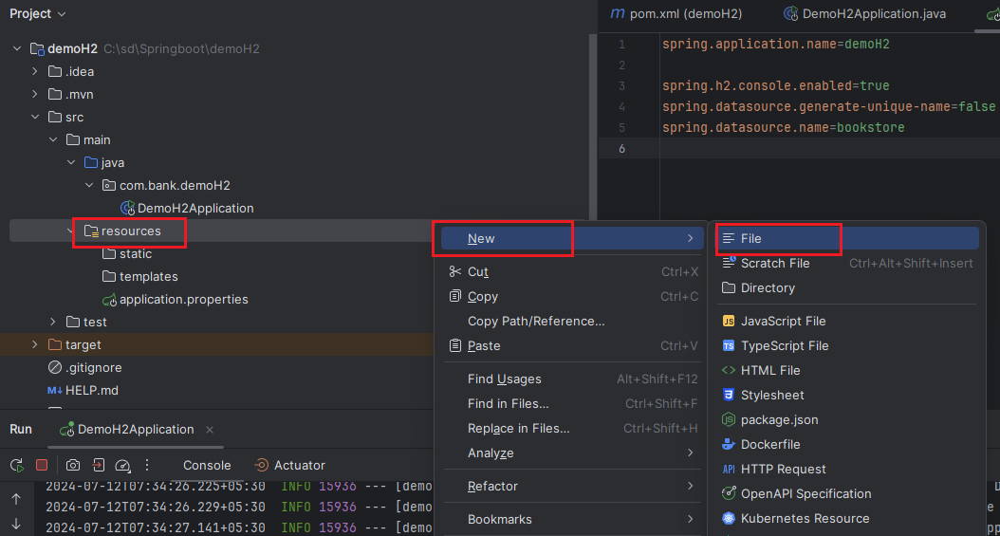 Project
demoH2 C:\sd\Springboot\demoH2
.idea
.mvn
src
main
java
com.bank.demoH2
DemoH2Application
resources
static
templates
application.properties
test
target
.gitignore
M↓ HELP.md
m pom.xml (demoH2)
DemoH2Application.java
1 spring.application.name=demoH2
2
3 spring.h2.console.enabled=true
4 spring.datasource.generate-unique-name=false
5 spring.datasource.name=bookstore
6
New
Cut Ctrl+X
Copy Ctrl+C
Copy Path/Reference...
Paste Ctrl+V
Find Usages Alt+Shift+F12
Find in Files... Ctrl+Shift+F
Replace in Files... Ctrl+Shift+H
Analyze
Refactor
Bookmarks
File
Scratch File Ctrl+Alt+Shift+Insert
Directory
JS JavaScript File
TS TypeScript File
HTML File
Stylesheet
package.json
Dockerfile
API HTTP Request
OpenAPI Specification
Kubernetes Resource
Run DemoH2Application
Console Actuator
2024-07-12T07:34:26.225+05:30 INFO 15936 --- [demo
2024-07-12T07:34:26.229+05:30 INFO 15936 --- [demo
2024-07-12T07:34:27.141+05:30 INFO 15936 --- [demo